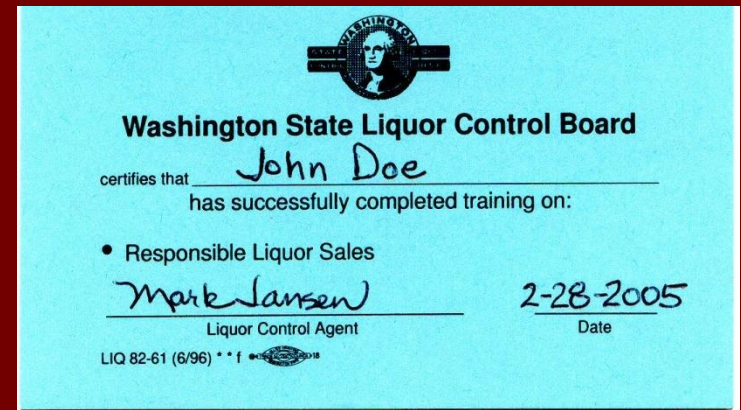 WASHINGTON
Washington State Liquor Control Board
certifies that John Doe
has successfully completed training on:
• Responsible Liquor Sales
Mark Jansen 2-28-2005
Liquor Control Agent Date
LIQ 82-61 (6/96) * * f 18